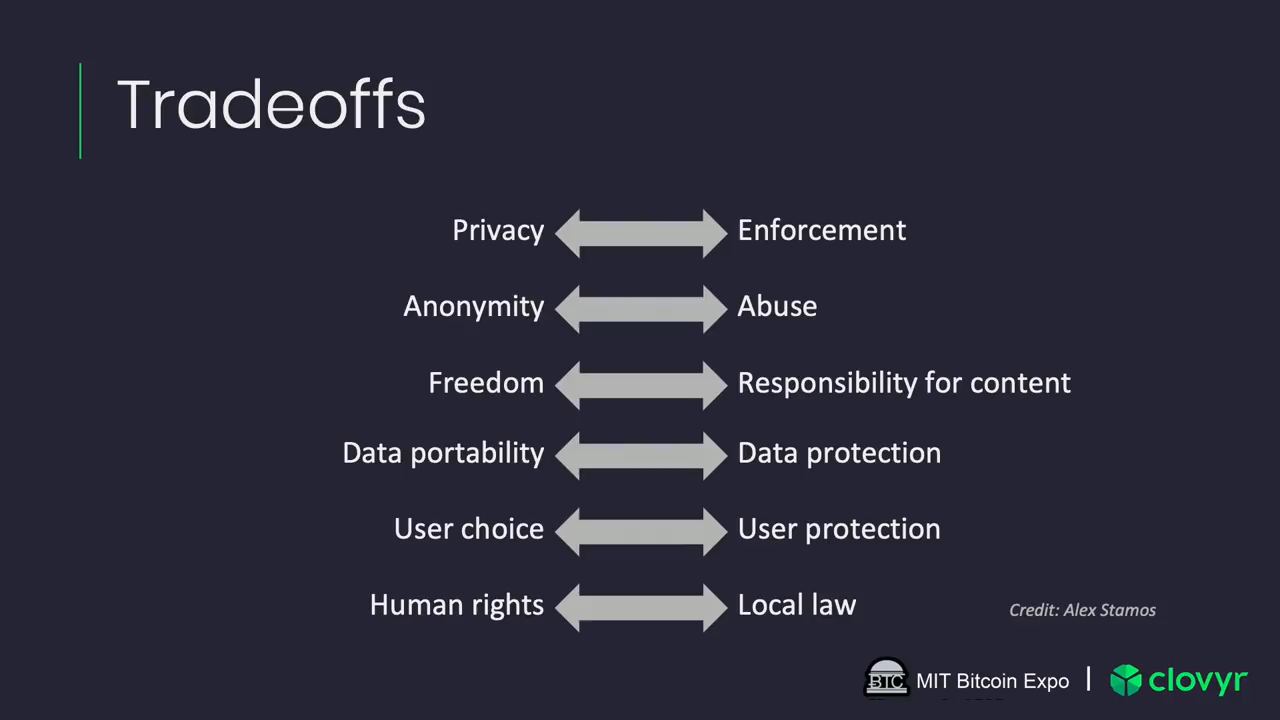 Tradeoffs
Privacy Enforcement
Anonymity Abuse
Freedom Responsibility for content
Data portability Data protection
User choice User protection
Human rights Local law
Credit: Alex Stamos
BTC MIT Bitcoin Expo | clovyr